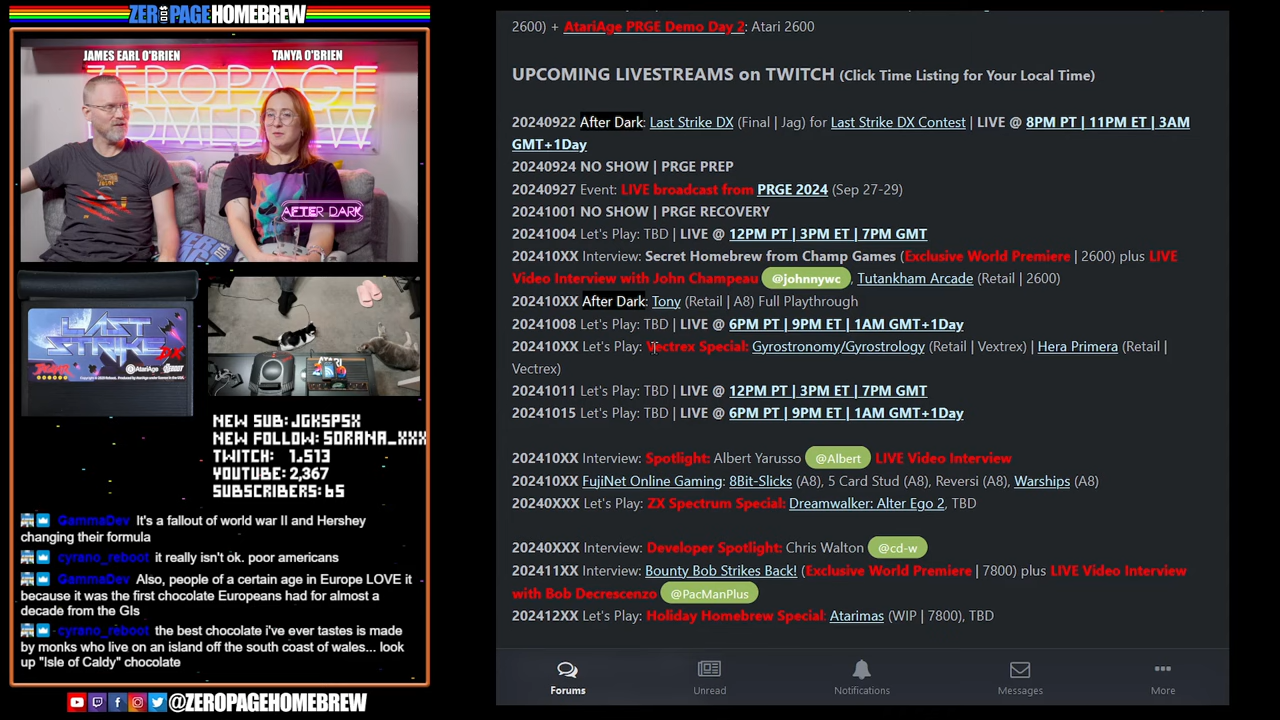 ZEROPAGEHOMEBREW
JAMES EARL O'BRIEN
TANYA O'BRIEN
ZEROPAGE
HOMEBREW
AFTER DARK
LAST STRIKE DX
JAGUAR
AtariAge
REBOOT
ATARI
NEW SUB: JGKSPSX
NEW FOLLOW: SORANA_XXX
TWITCH: 1,513
YOUTUBE: 2,367
SUBSCRIBERS: 65
GammaDev It's a fallout of world war II and Hershey
changing their formula
cyrano_reboot it really isn't ok. poor americans
GammaDev Also, people of a certain age in Europe LOVE it
because it was the first chocolate Europeans had for almost a
decade from the GIs
cyrano_reboot the best chocolate i've ever tastes is made
by monks who live on an island off the south coast of wales... look
up "Isle of Caldy" chocolate
@ZEROPAGEHOMEBREW
2600) + AtariAge PRGE Demo Day 2: Atari 2600
UPCOMING LIVESTREAMS on TWITCH (Click Time Listing for Your Local Time)
20240922 After Dark: Last Strike DX (Final | Jag) for Last Strike DX Contest | LIVE @ 8PM PT | 11PM ET | 3AM
GMT+1Day
20240924 NO SHOW | PRGE PREP
20240927 Event: LIVE broadcast from PRGE 2024 (Sep 27-29)
20241001 NO SHOW | PRGE RECOVERY
20241004 Let's Play: TBD | LIVE @ 12PM PT | 3PM ET | 7PM GMT
202410XX Interview: Secret Homebrew from Champ Games (Exclusive World Premiere | 2600) plus LIVE
Video Interview with John Champeau @johnnywc, Tutankham Arcade (Retail | 2600)
202410XX After Dark: Tony (Retail | A8) Full Playthrough
20241008 Let's Play: TBD | LIVE @ 6PM PT | 9PM ET | 1AM GMT+1Day
202410XX Let's Play: Vectrex Special: Gyrostronomy/Gyrostrology (Retail | Vectrex) | Hera Primera (Retail |
Vectrex)
20241011 Let's Play: TBD | LIVE @ 12PM PT | 3PM ET | 7PM GMT
20241015 Let's Play: TBD | LIVE @ 6PM PT | 9PM ET | 1AM GMT+1Day
202410XX Interview: Spotlight: Albert Yarusso @Albert LIVE Video Interview
202410XX FujiNet Online Gaming: 8Bit-Slicks (A8), 5 Card Stud (A8), Reversi (A8), Warships (A8)
20240XXX Let's Play: ZX Spectrum Special: Dreamwalker: Alter Ego 2, TBD
20240XXX Interview: Developer Spotlight: Chris Walton @cd-w
202411XX Interview: Bounty Bob Strikes Back! (Exclusive World Premiere | 7800) plus LIVE Video Interview
with Bob Decrescenzo @PacManPlus
202412XX Let's Play: Holiday Homebrew Special: Atarimas (WIP | 7800), TBD
Forums
Unread
Notifications
Messages
More